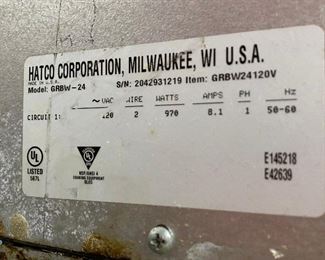 HATCO CORPORATION, MILWAUKEE, WI U.S.A.
MADE IN U.S.A.
Model: GRBW-24 S/N: 2042931219 Item: GRBW24120V
~VAC WIRE WATTS AMPS PH HZ
CIRCUIT 1: 120 2 970 8.1 1 50-60
UL
LISTED
E145218
E42639